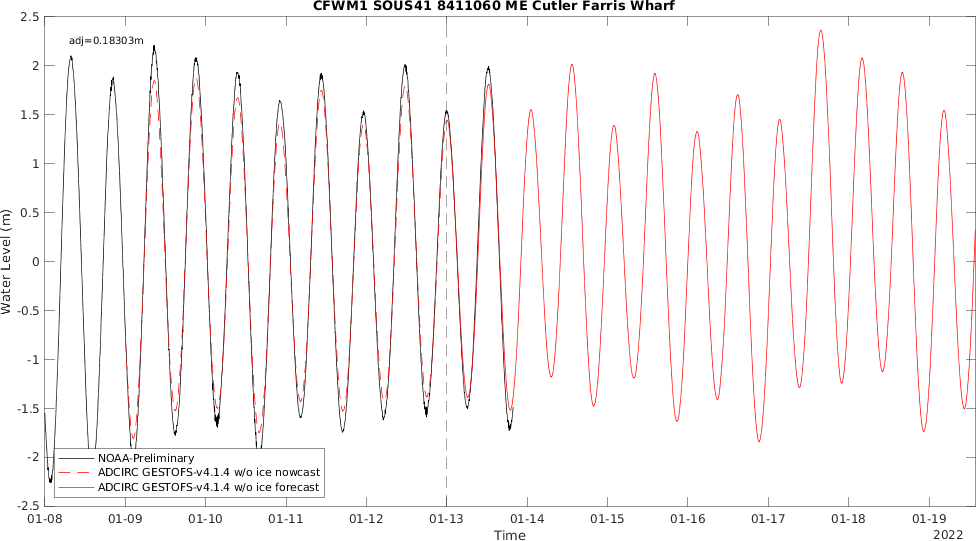 CFWM1 SOUS41 8411060 ME Cutler Farris Wharf
adj=0.18303m
2.5
2
1.5
1
0.5
0
-0.5
-1
-1.5
-2
-2.5
Water Level (m)
NOAA-Preliminary
ADCIRC GESTOFS-v4.1.4 w/o ice nowcast
ADCIRC GESTOFS-v4.1.4 w/o ice forecast
01-08 01-09 01-10 01-11 01-12 01-13 01-14 01-15 01-16 01-17 01-18 01-19
Time
2022